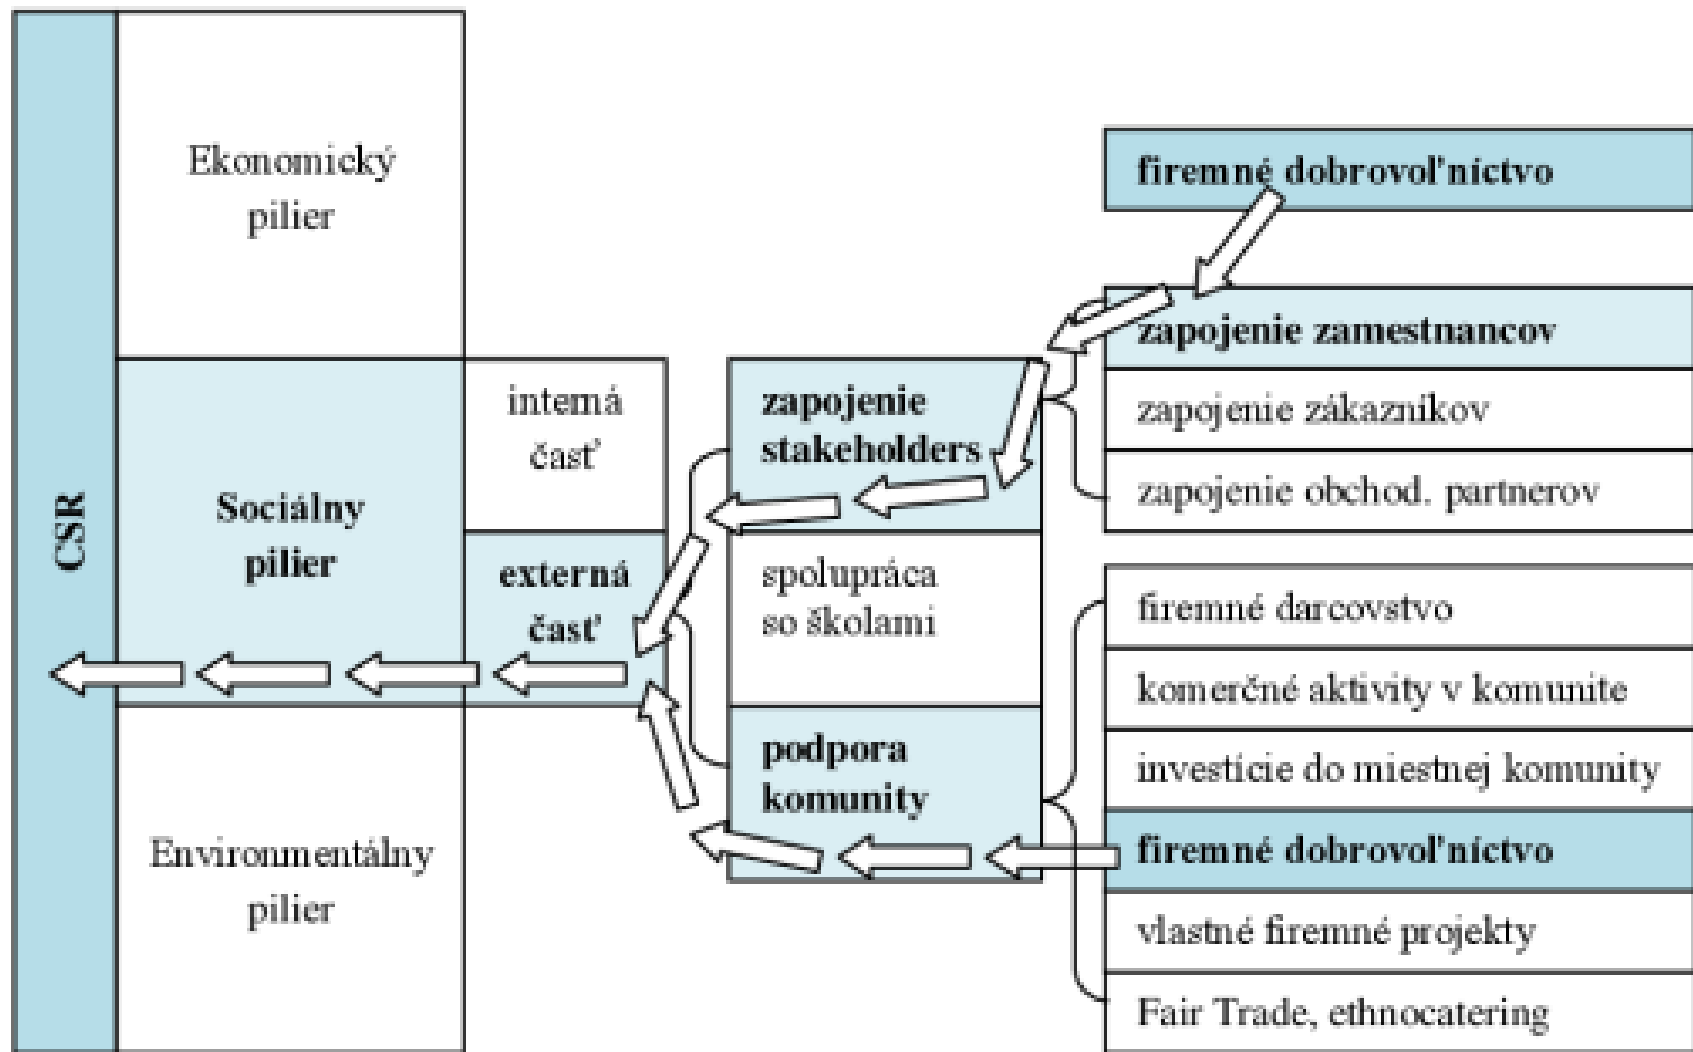 CSR
Ekonomický
pilier
Sociálny
pilier
Environmentálny
pilier
interná
časť
externá
časť
zapojenie
stakeholders
spolupráca
so školami
podpora
komunity
firemné dobrovoľníctvo
zapojenie zamestnancov
zapojenie zákazníkov
zapojenie obchod. partnerov
firemné darcovstvo
komerčné aktivity v komunite
investície do miestnej komunity
firemné dobrovoľníctvo
vlastné firemné projekty
Fair Trade, ethnocatering